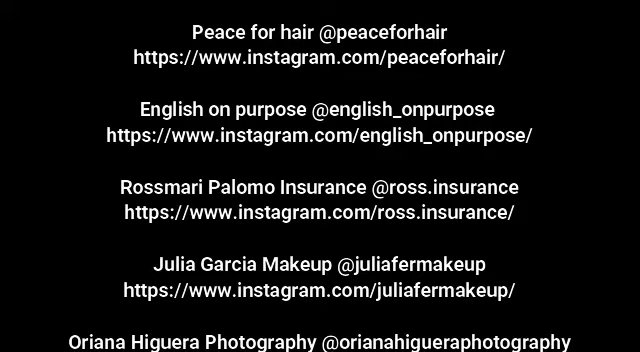 Peace for hair @peaceforhair
https://www.instagram.com/peaceforhair/
English on purpose @english_onpurpose
https://www.instagram.com/english_onpurpose/
Rossmari Palomo Insurance @ross.insurance
https://www.instagram.com/ross.insurance/
Julia Garcia Makeup @juliafermakeup
https://www.instagram.com/juliafermakeup/
Oriana Higuera Photography @orianahigueraphotography